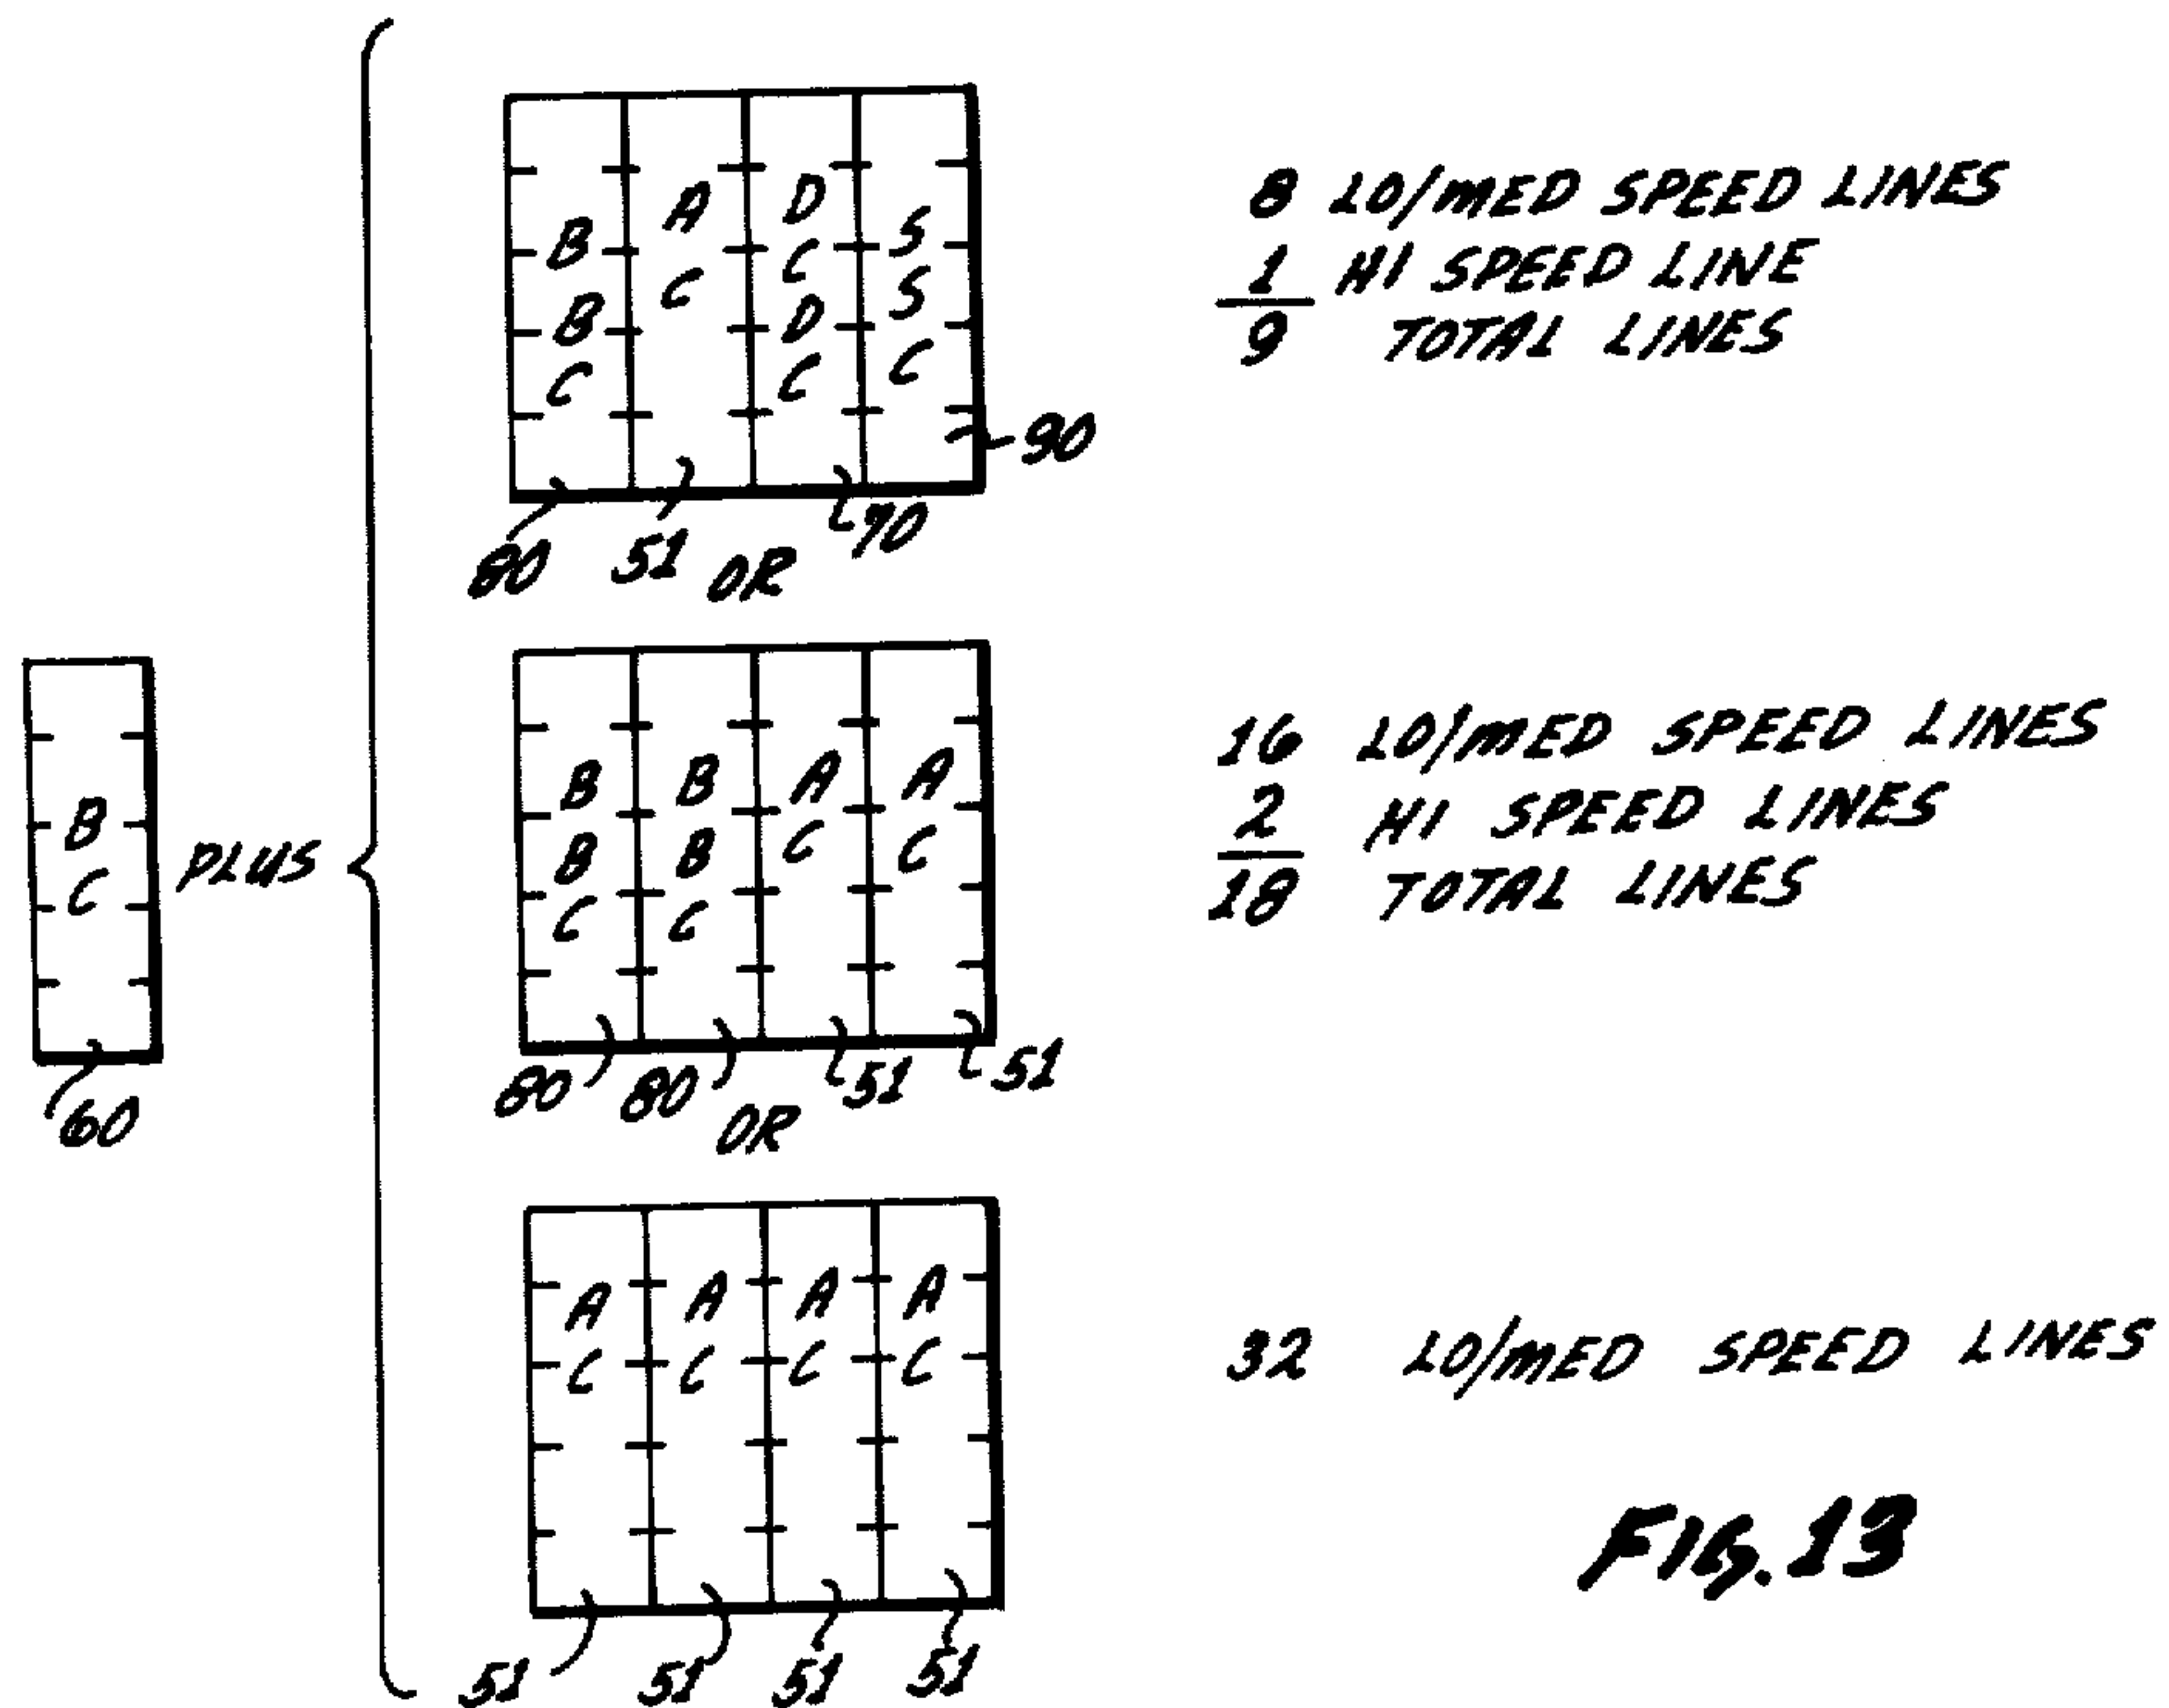 B
C
60
PLUS
B
B
C
A
C
D
C
D
C
S
S
C
90
80
51
OR
70
8 LO/MED SPEED LINES
1 HI SPEED LINE
9 TOTAL LINES
B
B
C
B
B
C
A
C
A
C
80
80
OR
51
51
16 LO/MED SPEED LINES
2 HI SPEED LINES
18 TOTAL LINES
A
C
A
C
A
C
A
C
51
51
51
51
32 LO/MED SPEED LINES
FIG. 13